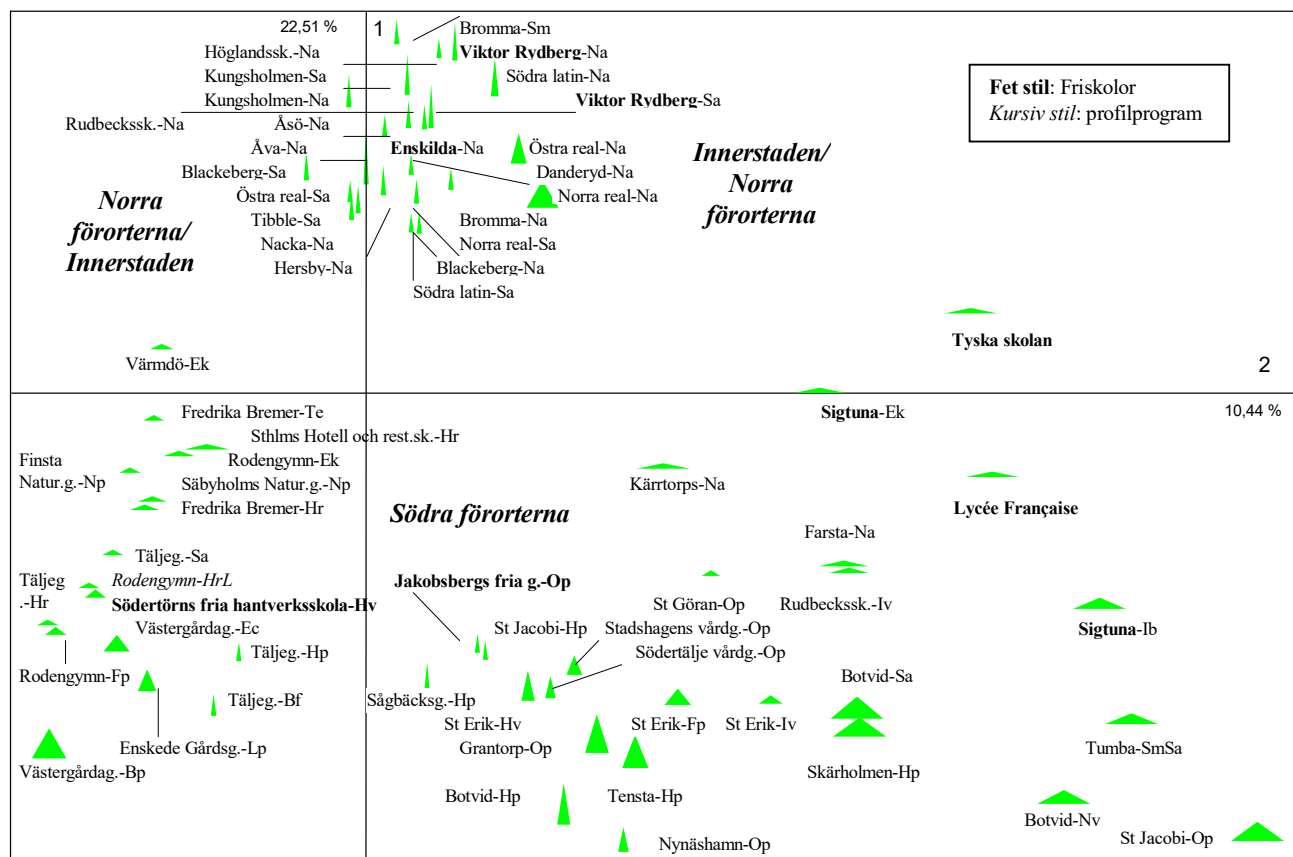 22,51 %
1
Bromma-Sm
Höglandssk.-Na
Viktor Rydberg-Na
Kungsholmen-Sa
Södra latin-Na
Kungsholmen-Na
Viktor Rydberg-Sa
Rudbeckssk.-Na
Åsö-Na
Åva-Na
Enskilda-Na
Östra real-Na
Blackeberg-Sa
Danderyd-Na
Östra real-Sa
Norra real-Na
Tibble-Sa
Bromma-Na
Nacka-Na
Norra real-Sa
Hersby-Na
Blackeberg-Na
Södra latin-Sa
Fet stil: Friskolor
Kursiv stil: profilprogram
Innerstaden/
Norra
förorterna
Norra
förorterna/
Innerstaden
Tyska skolan
Värmdö-Ek
2
10,44 %
Sigtuna-Ek
Fredrika Bremer-Te
Sthlms Hotell och rest.sk.-Hr
Finsta
Natur.g.-Np
Rodengymn-Ek
Säbyholms Natur.g.-Np
Fredrika Bremer-Hr
Kärrtorps-Na
Södra förorterna
Lycée Française
Farsta-Na
Täljeg.-Sa
Täljeg
.-Hr
Rodengymn-HrL
Jakobsbergs fria g.-Op
Södertörns fria hantverksskola-Hv
St Göran-Op
Rudbeckssk.-Iv
Västergårdag.-Ec
St Jacobi-Hp
Stadshagens vårdg.-Op
Sigtuna-Ib
Täljeg.-Hp
Södertälje vårdg.-Op
Rodengymn-Fp
Botvid-Sa
Täljeg.-Bf
Sågbäcksg.-Hp
St Erik-Hv
St Erik-Fp
St Erik-Iv
Enskede Gårdsg.-Lp
Grantorp-Op
Tumba-SmSa
Västergårdag.-Bp
Skärholmen-Hp
Botvid-Hp
Tensta-Hp
Botvid-Nv
St Jacobi-Op
Nynäshamn-Op